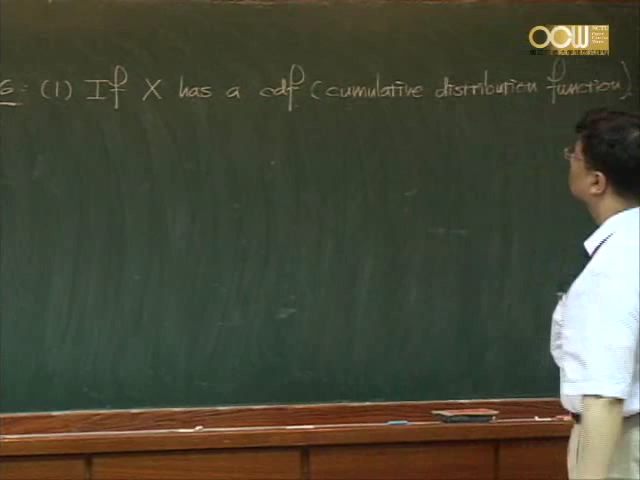 6: (1) If X has a cdf (cumulative distribution function)
OCW